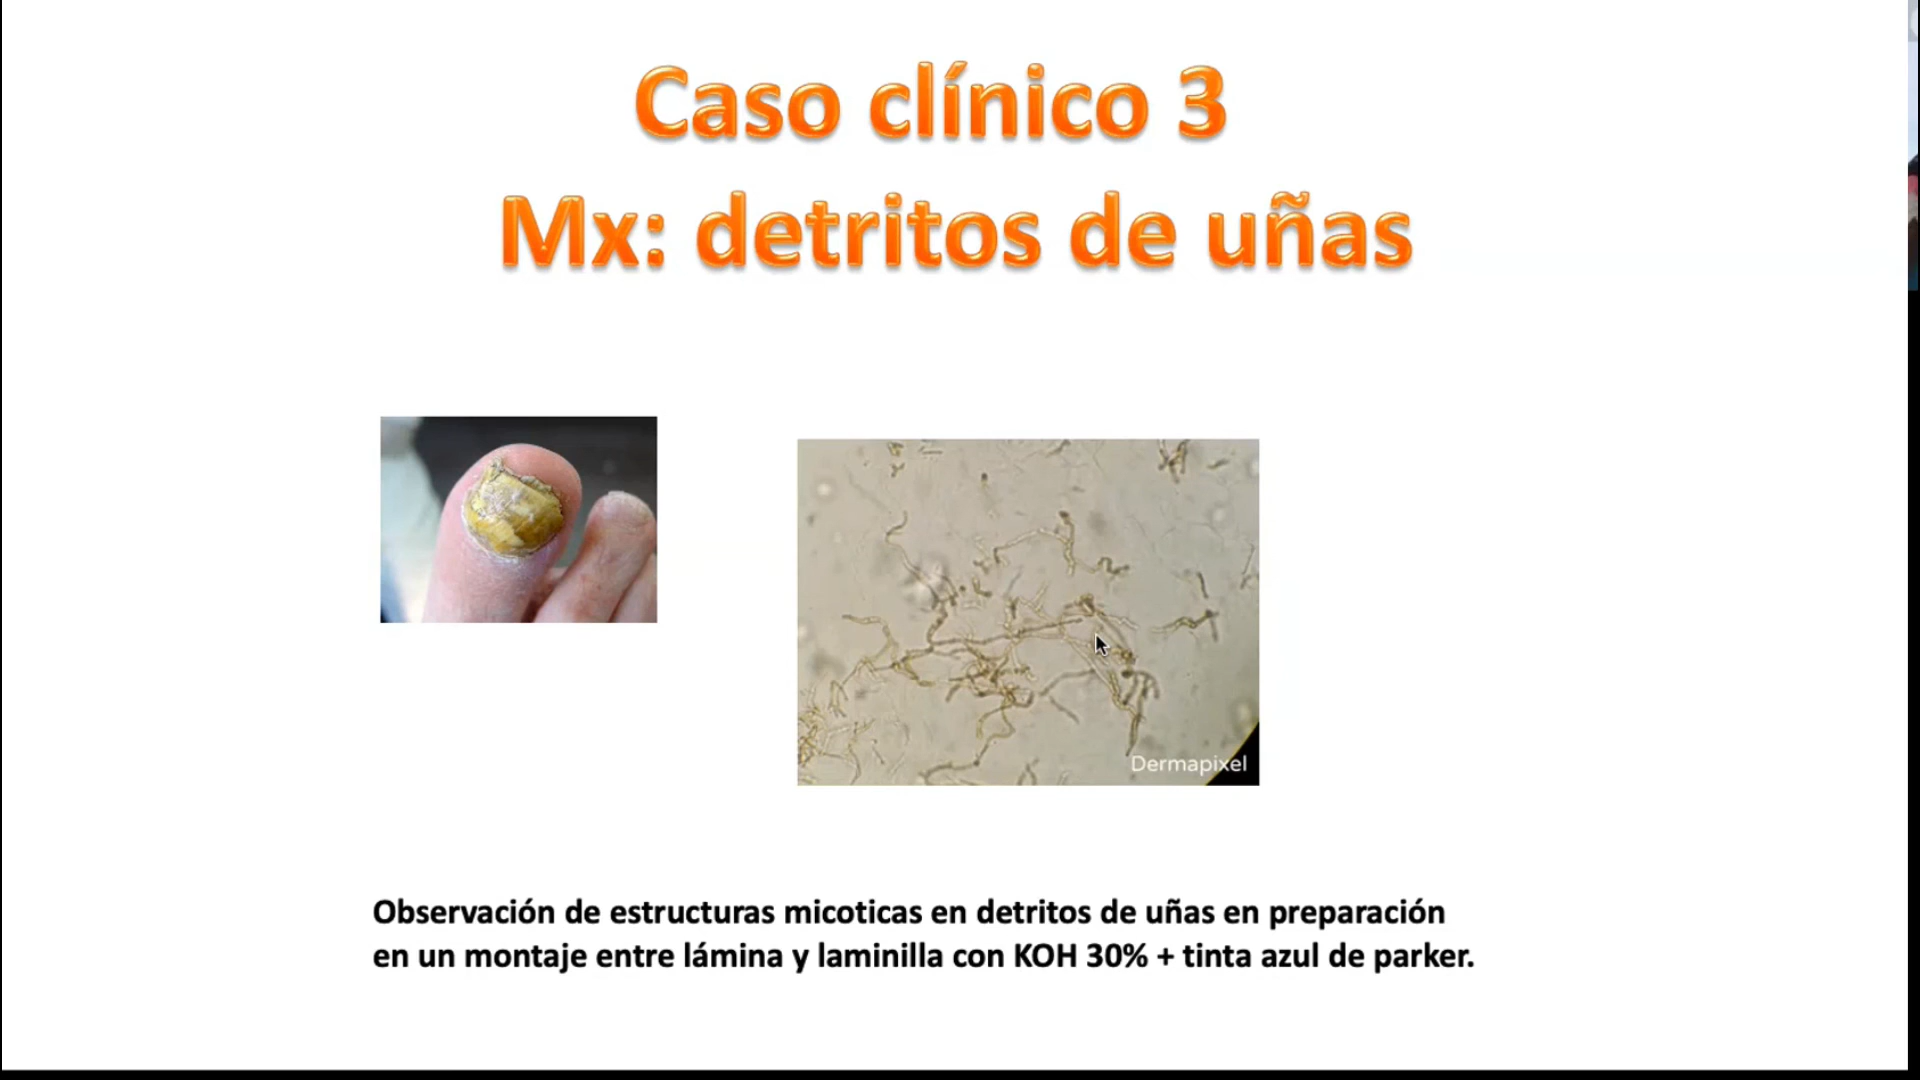 Caso clínico 3
Mx: detritos de uñas
Dermapixel
Observación de estructuras micoticas en detritos de uñas en preparación
en un montaje entre lámina y laminilla con KOH 30% + tinta azul de parker.